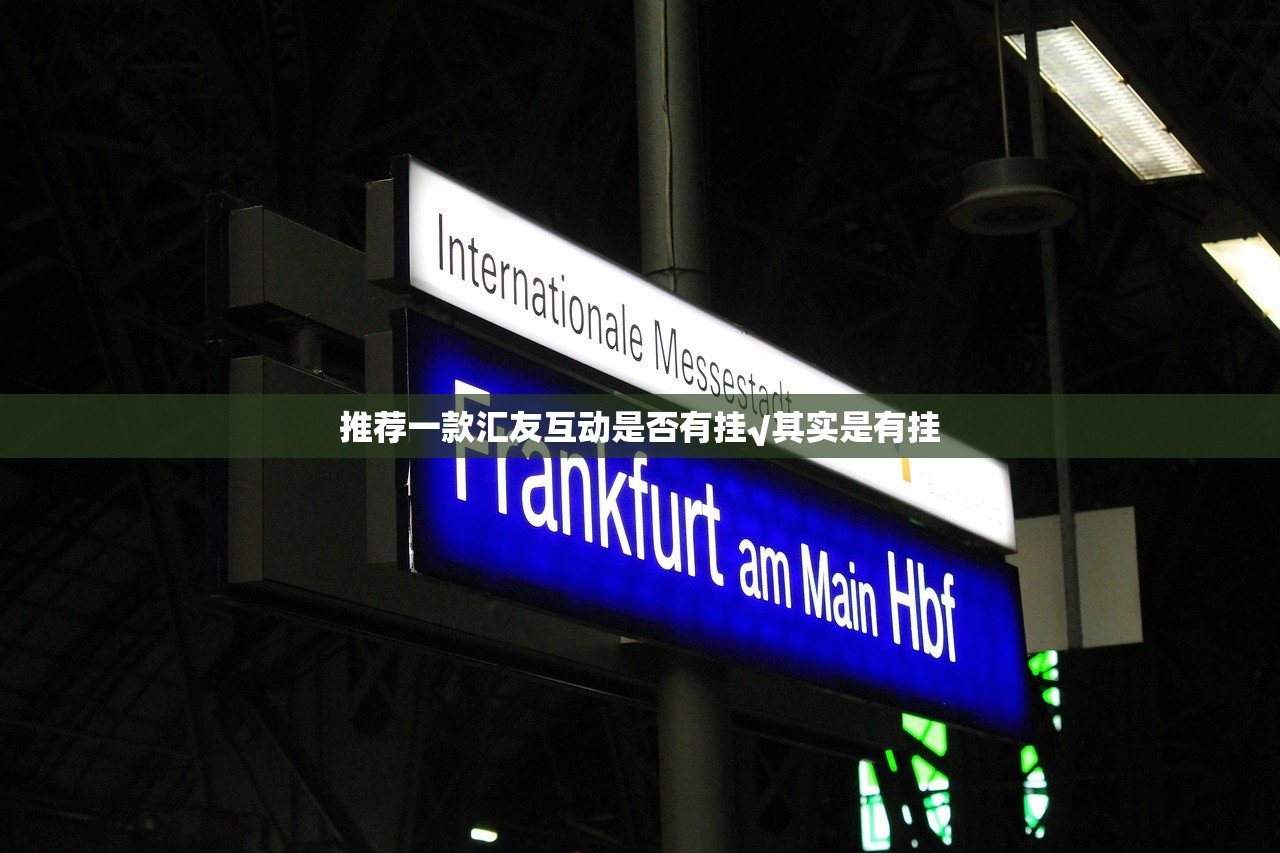 Internationale Messestadt
推荐一款汇友互动是否有挂√其实是有挂
Frankfurt am Main Hbf